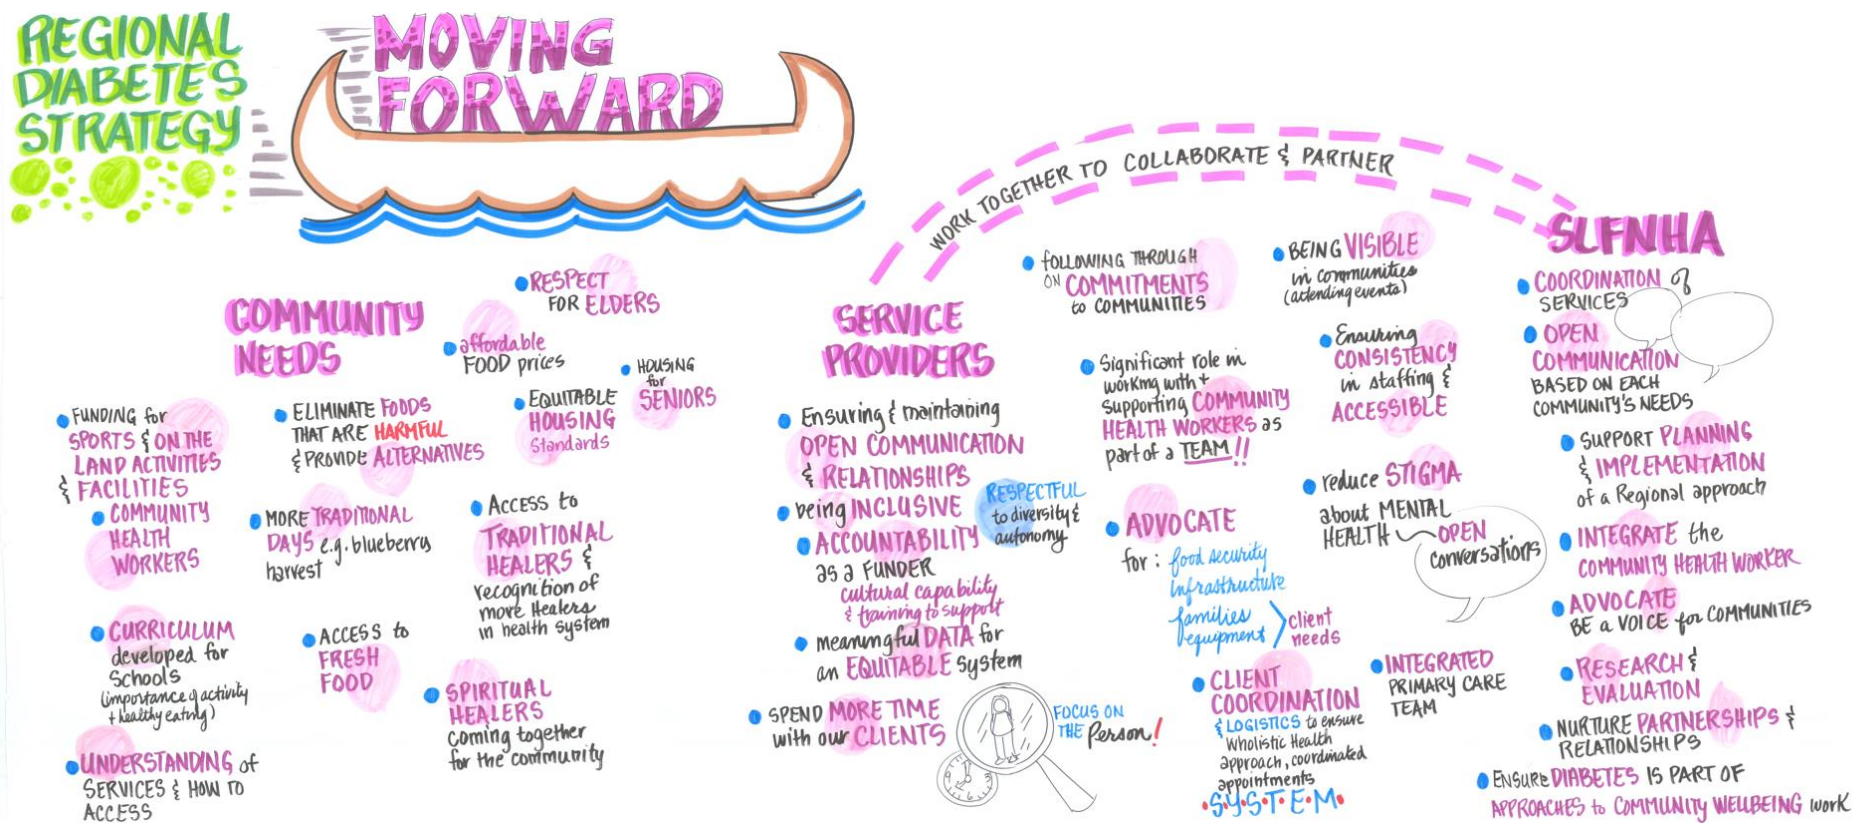 REGIONAL
DIABETES
STRATEGY
MOVING
FORWARD
WORK TOGETHER TO COLLABORATE & PARTNER
COMMUNITY
NEEDS
RESPECT
FOR ELDERS
affordable
FOOD prices
HOUSING
for
SENIORS
EQUITABLE
HOUSING
Standards
FUNDING for
SPORTS & ON THE
LAND ACTIVITIES
& FACILITIES
ELIMINATE FOODS
THAT ARE HARMFUL
& PROVIDE ALTERNATIVES
COMMUNITY
HEALTH
WORKERS
MORE TRADITIONAL
DAYS e.g. blueberry
harvest
ACCESS to
TRADITIONAL
HEALERS &
recognition of
more Healers
in health system
CURRICULUM
developed for
Schools
(importance of activity
+ healthy eating)
ACCESS to
FRESH
FOOD
SPIRITUAL
HEALERS
coming together
for the community
UNDERSTANDING of
SERVICES & HOW TO
ACCESS
SERVICE
PROVIDERS
Ensuring & maintaining
OPEN COMMUNICATION
& RELATIONSHIPS
being INCLUSIVE
RESPECTFUL
to diversity &
autonomy
ACCOUNTABILITY
as a FUNDER
cultural capability
& training to support
meaningful DATA for
an EQUITABLE system
SPEND MORE TIME
with our CLIENTS
FOCUS ON
THE Person!
FOLLOWING THROUGH
ON COMMITMENTS
to COMMUNITIES
Significant role in
working with +
supporting COMMUNITY
HEALTH WORKERS as
part of a TEAM!!
ADVOCATE
for: food security
infrastructure
families
equipment
client
needs
CLIENT
COORDINATION
& LOGISTICS to ensure
Wholistic Health
approach, coordinated
appointments
S.Y.S.T.E.M.
BEING VISIBLE
in communities
(attending events)
Ensuring
CONSISTENCY
in staffing &
ACCESSIBLE
reduce STIGMA
about MENTAL
HEALTH
OPEN
conversations
INTEGRATED
PRIMARY CARE
TEAM
SLFNHA
COORDINATION of
SERVICES
OPEN
COMMUNICATION
BASED ON EACH
COMMUNITY'S NEEDS
SUPPORT PLANNING
& IMPLEMENTATION
of a Regional approach
INTEGRATE the
COMMUNITY HEALTH WORKER
ADVOCATE
BE a VOICE for COMMUNITIES
RESEARCH &
EVALUATION
NURTURE PARTNERSHIPS &
RELATIONSHIPS
ENSURE DIABETES IS PART OF
APPROACHES to COMMUNITY WELLBEING work